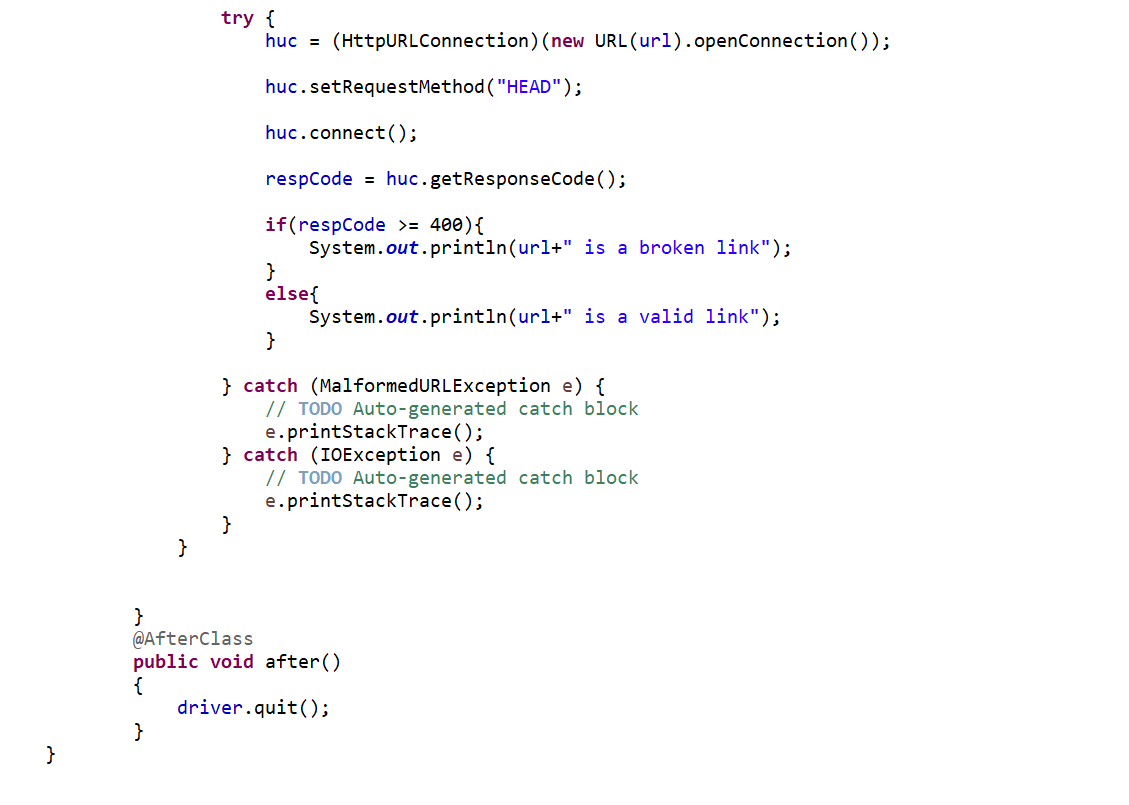 try {
huc = (HttpURLConnection)(new URL(url).openConnection());
huc.setRequestMethod("HEAD");
huc.connect();
respCode = huc.getResponseCode();
if(respCode >= 400){
System.out.println(url+" is a broken link");
}
else{
System.out.println(url+" is a valid link");
}
} catch (MalformedURLException e) {
// TODO Auto-generated catch block
e.printStackTrace();
} catch (IOException e) {
// TODO Auto-generated catch block
e.printStackTrace();
}
}
}
@AfterClass
public void after()
{
driver.quit();
}
}